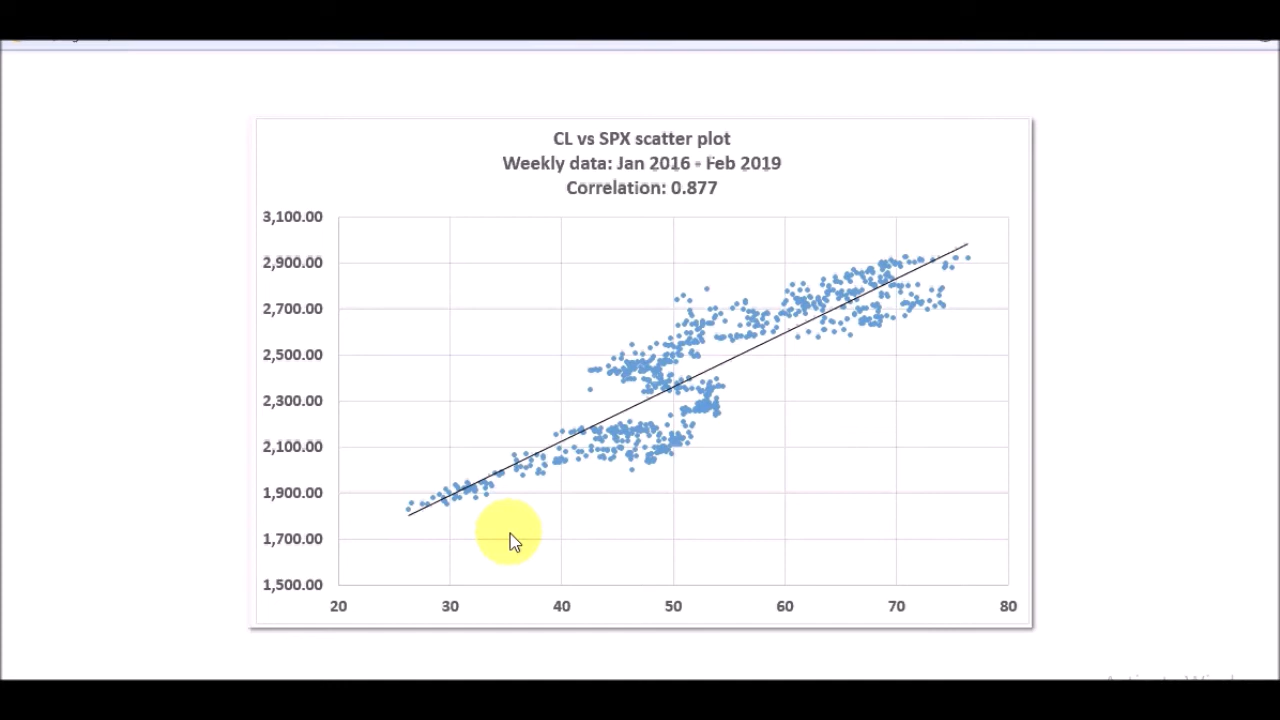 CL vs SPX scatter plot
Weekly data: Jan 2016 - Feb 2019
Correlation: 0.877
3,100.00
2,900.00
2,700.00
2,500.00
2,300.00
2,100.00
1,900.00
1,700.00
1,500.00
20 30 40 50 60 70 80